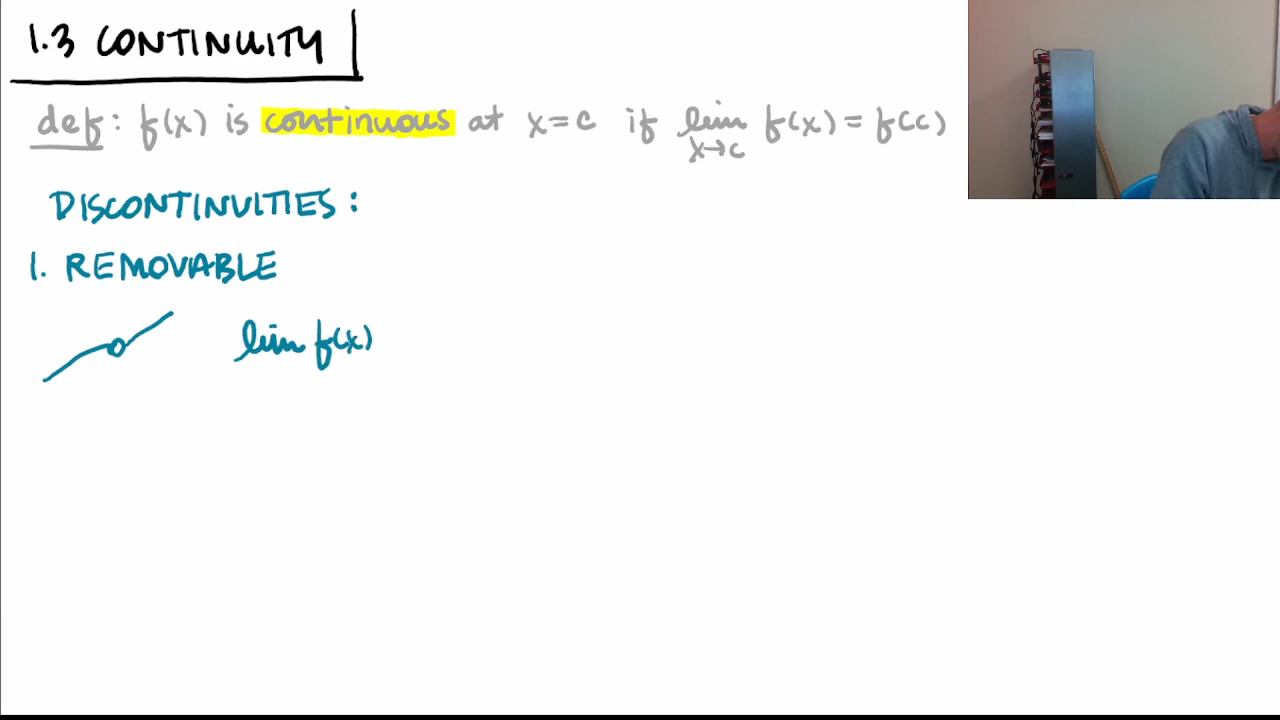 1.3 CONTINUITY
def: f(x) is continuous at x=c if lim x→c f(x) = f(c)
DISCONTINUITIES:
1. REMOVABLE
lim f(x)